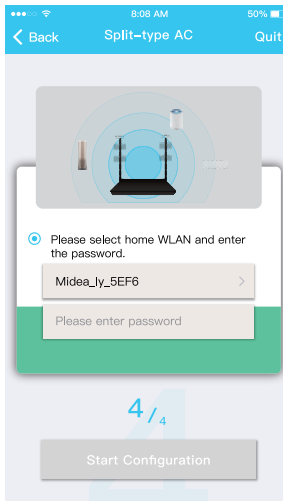 8:08 AM 50%
Back Split-type AC Quit
Please select home WLAN and enter
the password.
Midea_ly_5EF6
Please enter password
4/4
Start Configuration